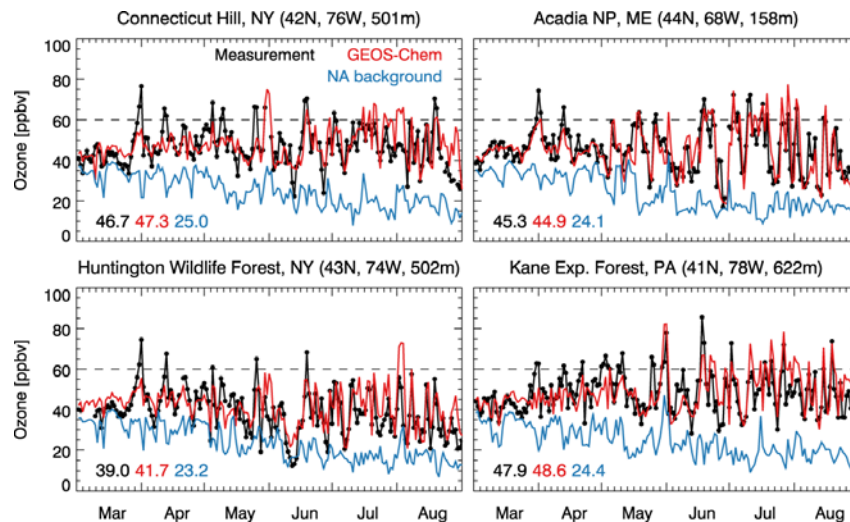 Connecticut Hill, NY (42N, 76W, 501m)
Acadia NP, ME (44N, 68W, 158m)
Measurement GEOS-Chem
NA background
Ozone [ppbv]
100
80
60
40
20
0
46.7 47.3 25.0
45.3 44.9 24.1
Huntington Wildlife Forest, NY (43N, 74W, 502m)
Kane Exp. Forest, PA (41N, 78W, 622m)
Ozone [ppbv]
100
80
60
40
20
0
39.0 41.7 23.2
47.9 48.6 24.4
Mar Apr May Jun Jul Aug
Mar Apr May Jun Jul Aug